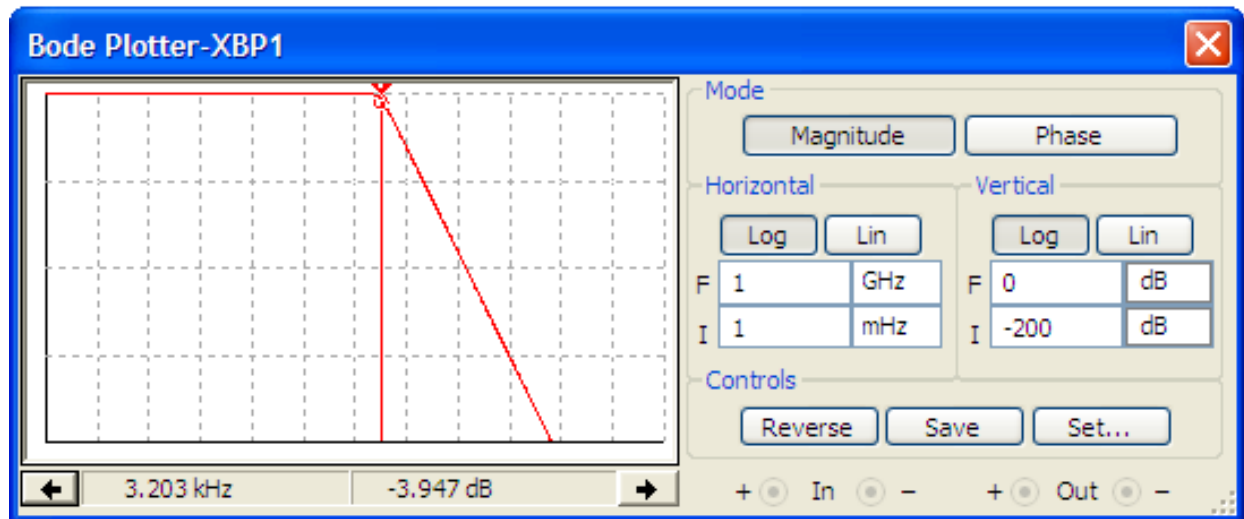 Bode Plotter-XBP1
Mode
Magnitude Phase
Horizontal
Log Lin
F 1 GHz
I 1 mHz
Vertical
Log Lin
F 0 dB
I -200 dB
Controls
Reverse Save Set...
3.203 kHz -3.947 dB
+ In - + Out -